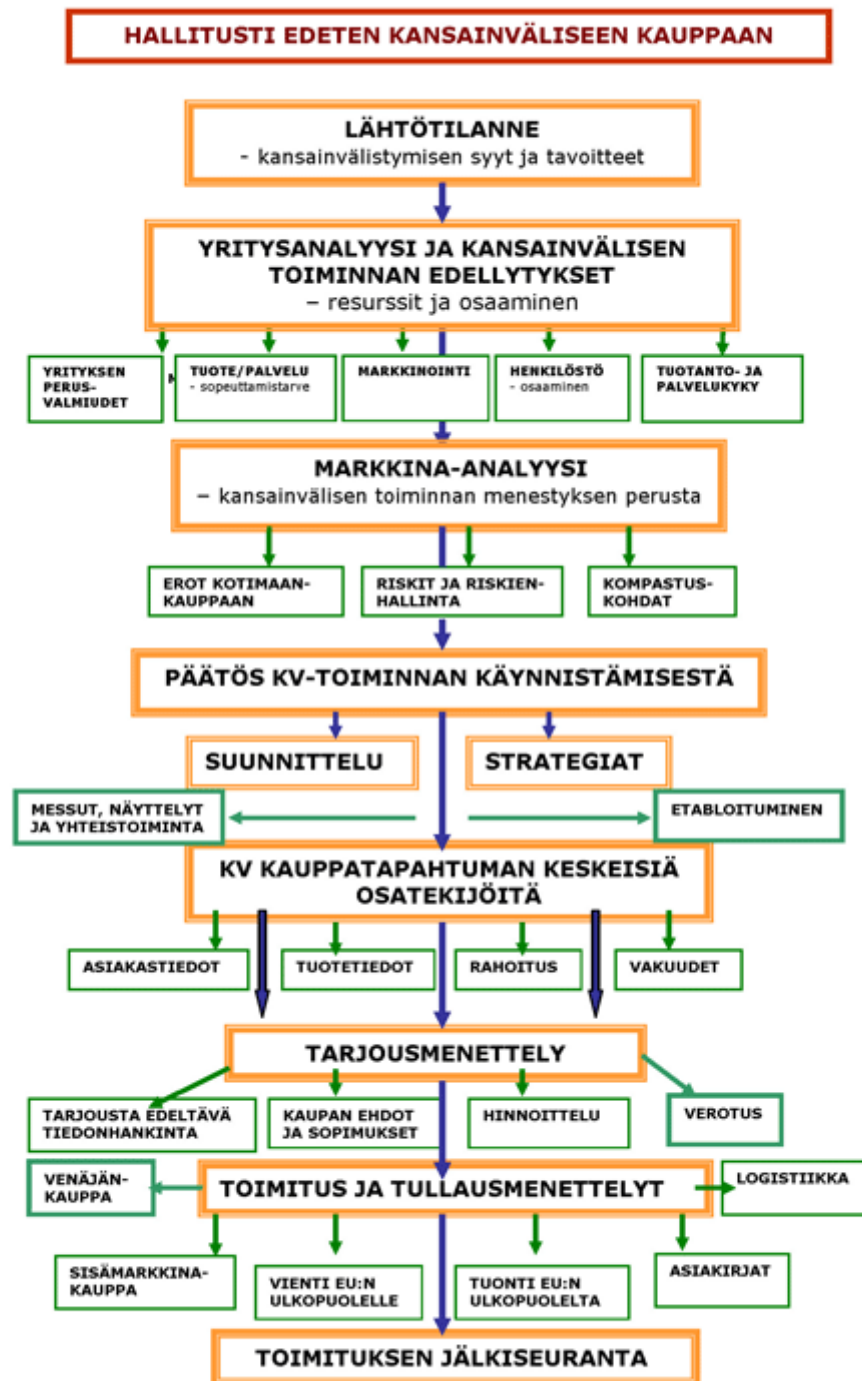 HALLITUSTI EDETEN KANSAINVÄLISEEN KAUPPAAN
LÄHTÖTILANNE
- kansainvälistymisen syyt ja tavoitteet
YRITYSANALYYSI JA KANSAINVÄLISEN
TOIMINNAN EDELLYTYKSET
– resurssit ja osaaminen
YRITYKSEN
PERUS-
VALMIUDET
TUOTE/PALVELU
- sopeuttamistarve
MARKKINOINTI
HENKILÖSTÖ
- osaaminen
TUOTANTO- JA
PALVELUKYKY
MARKKINA-ANALYYSI
– kansainvälisen toiminnan menestyksen perusta
EROT KOTIMAAN-
KAUPPAAN
RISKIT JA RISKIEN-
HALLINTA
KOMPASTUS-
KOHDAT
PÄÄTÖS KV-TOIMINNAN KÄYNNISTÄMISESTÄ
SUUNNITTELU
STRATEGIAT
MESSUT, NÄYTTELYT
JA YHTEISTOIMINTA
ETABLOITUMINEN
KV KAUPPATAPAHTUMAN KESKEISIÄ
OSATEKIJÖITÄ
ASIAKASTIEDOT
TUOTETIEDOT
RAHOITUS
VAKUUDET
TARJOUSMENETTELY
TARJOUSTA EDELTÄVÄ
TIEDONHANKINTA
KAUPAN EHDOT
JA SOPIMUKSET
HINNOITTELU
VEROTUS
VENÄJÄN-
KAUPPA
TOIMITUS JA TULLAUSMENETTELYT
LOGISTIIKKA
SISÄMARKKINA-
KAUPPA
VIENTI EU:N
ULKOPUOLELLE
TUONTI EU:N
ULKOPUOLELTA
ASIAKIRJAT
TOIMITUKSEN JÄLKISEURANTA